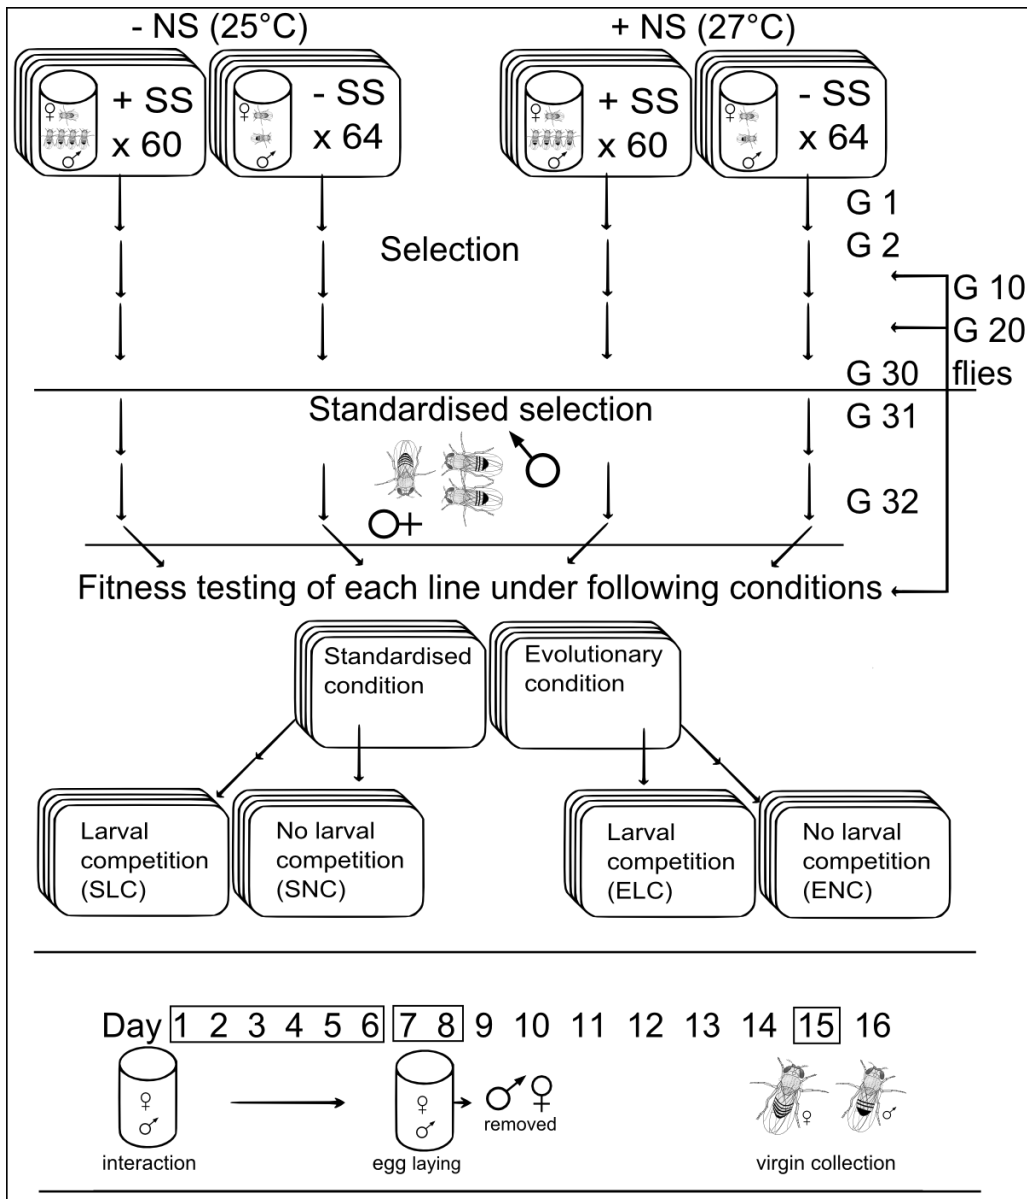 - NS (25°C)
+ NS (27°C)
♀ + SS
♂ x 60
♀ - SS
♂ x 64
♀ + SS
♂ x 60
♀ - SS
♂ x 64
G 1
Selection
G 2
G 10
G 20
G 30 flies
Standardised selection
G 31
G 32
Fitness testing of each line under following conditions
Standardised
condition
Evolutionary
condition
Larval
competition
(SLC)
No larval
competition
(SNC)
Larval
competition
(ELC)
No larval
competition
(ENC)
Day 1 2 3 4 5 6 7 8 9 10 11 12 13 14 15 16
♀
♂
♀
♂
♂ ♀
removed
♀
♂
interaction
egg laying
virgin collection